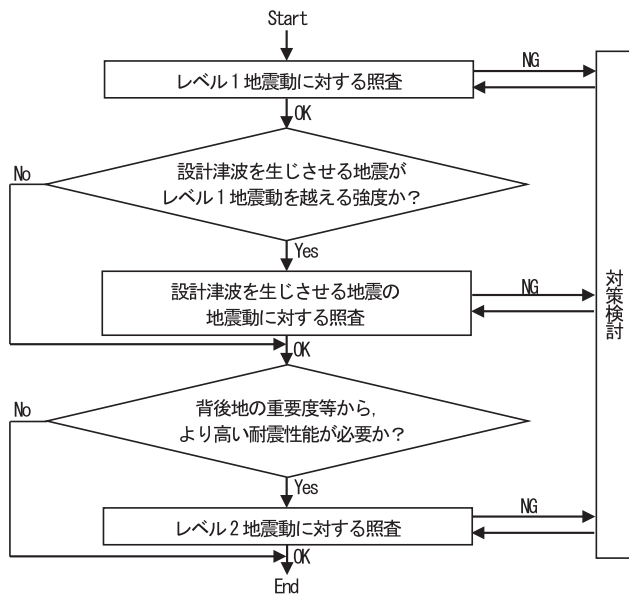 Start
レベル1地震動に対する照査
NG
OK
設計津波を生じさせる地震が
レベル1地震動を越える強度か？
No
Yes
設計津波を生じさせる地震の
地震動に対する照査
NG
対策検討
OK
背後地の重要度等から，
より高い耐震性能が必要か？
No
Yes
レベル2地震動に対する照査
NG
OK
End